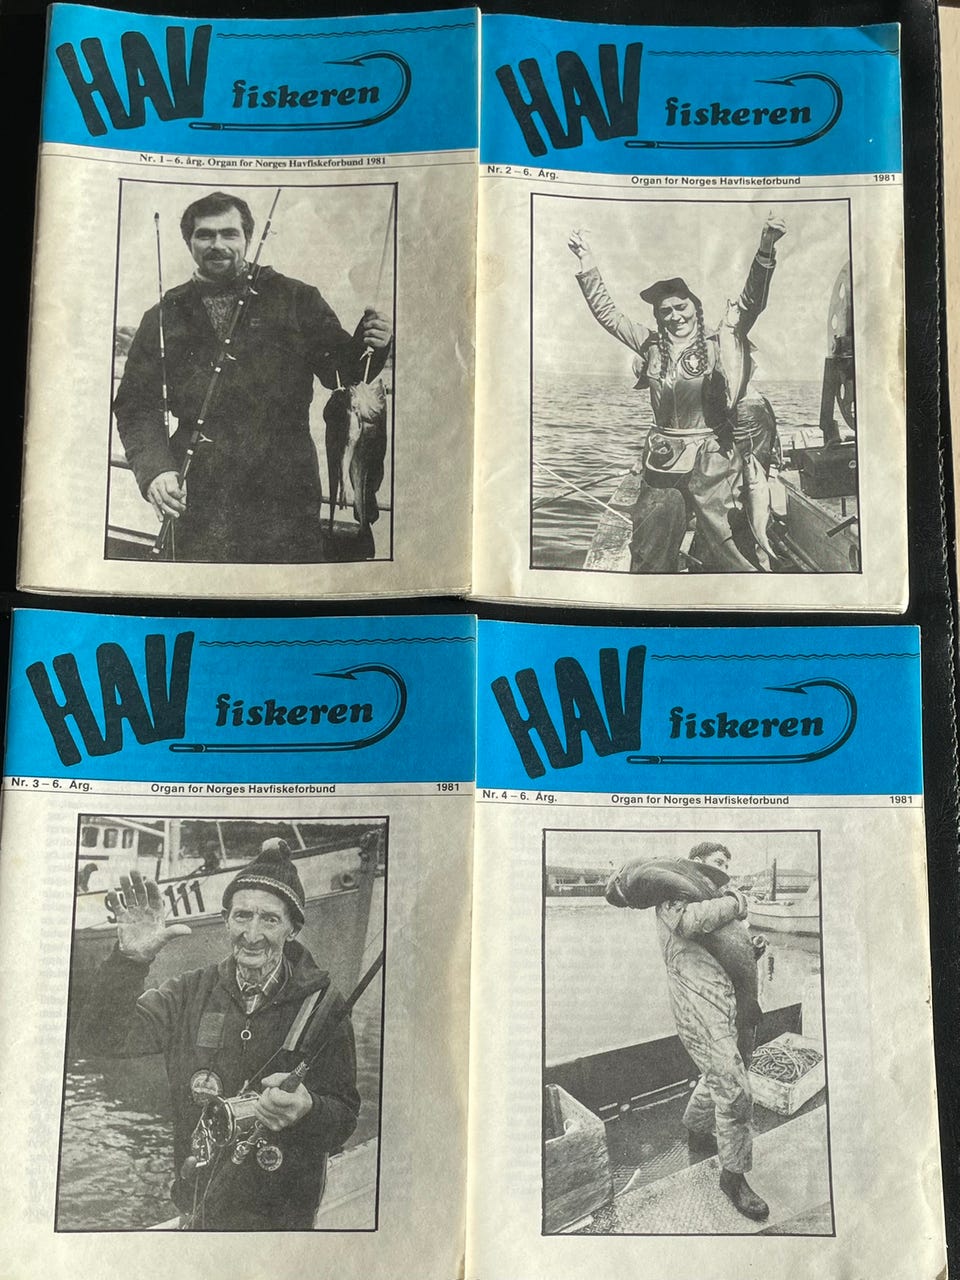 HAV
fiskeren
Nr. 1 – 6. årg. Organ for Norges Havfiskeforbund 1981
HAV
fiskeren
Nr. 2 – 6. Årg. Organ for Norges Havfiskeforbund 1981
HAV
fiskeren
Nr. 3 – 6. Årg. Organ for Norges Havfiskeforbund 1981
111
HAV
fiskeren
Nr. 4 – 6. Årg. Organ for Norges Havfiskeforbund 1981